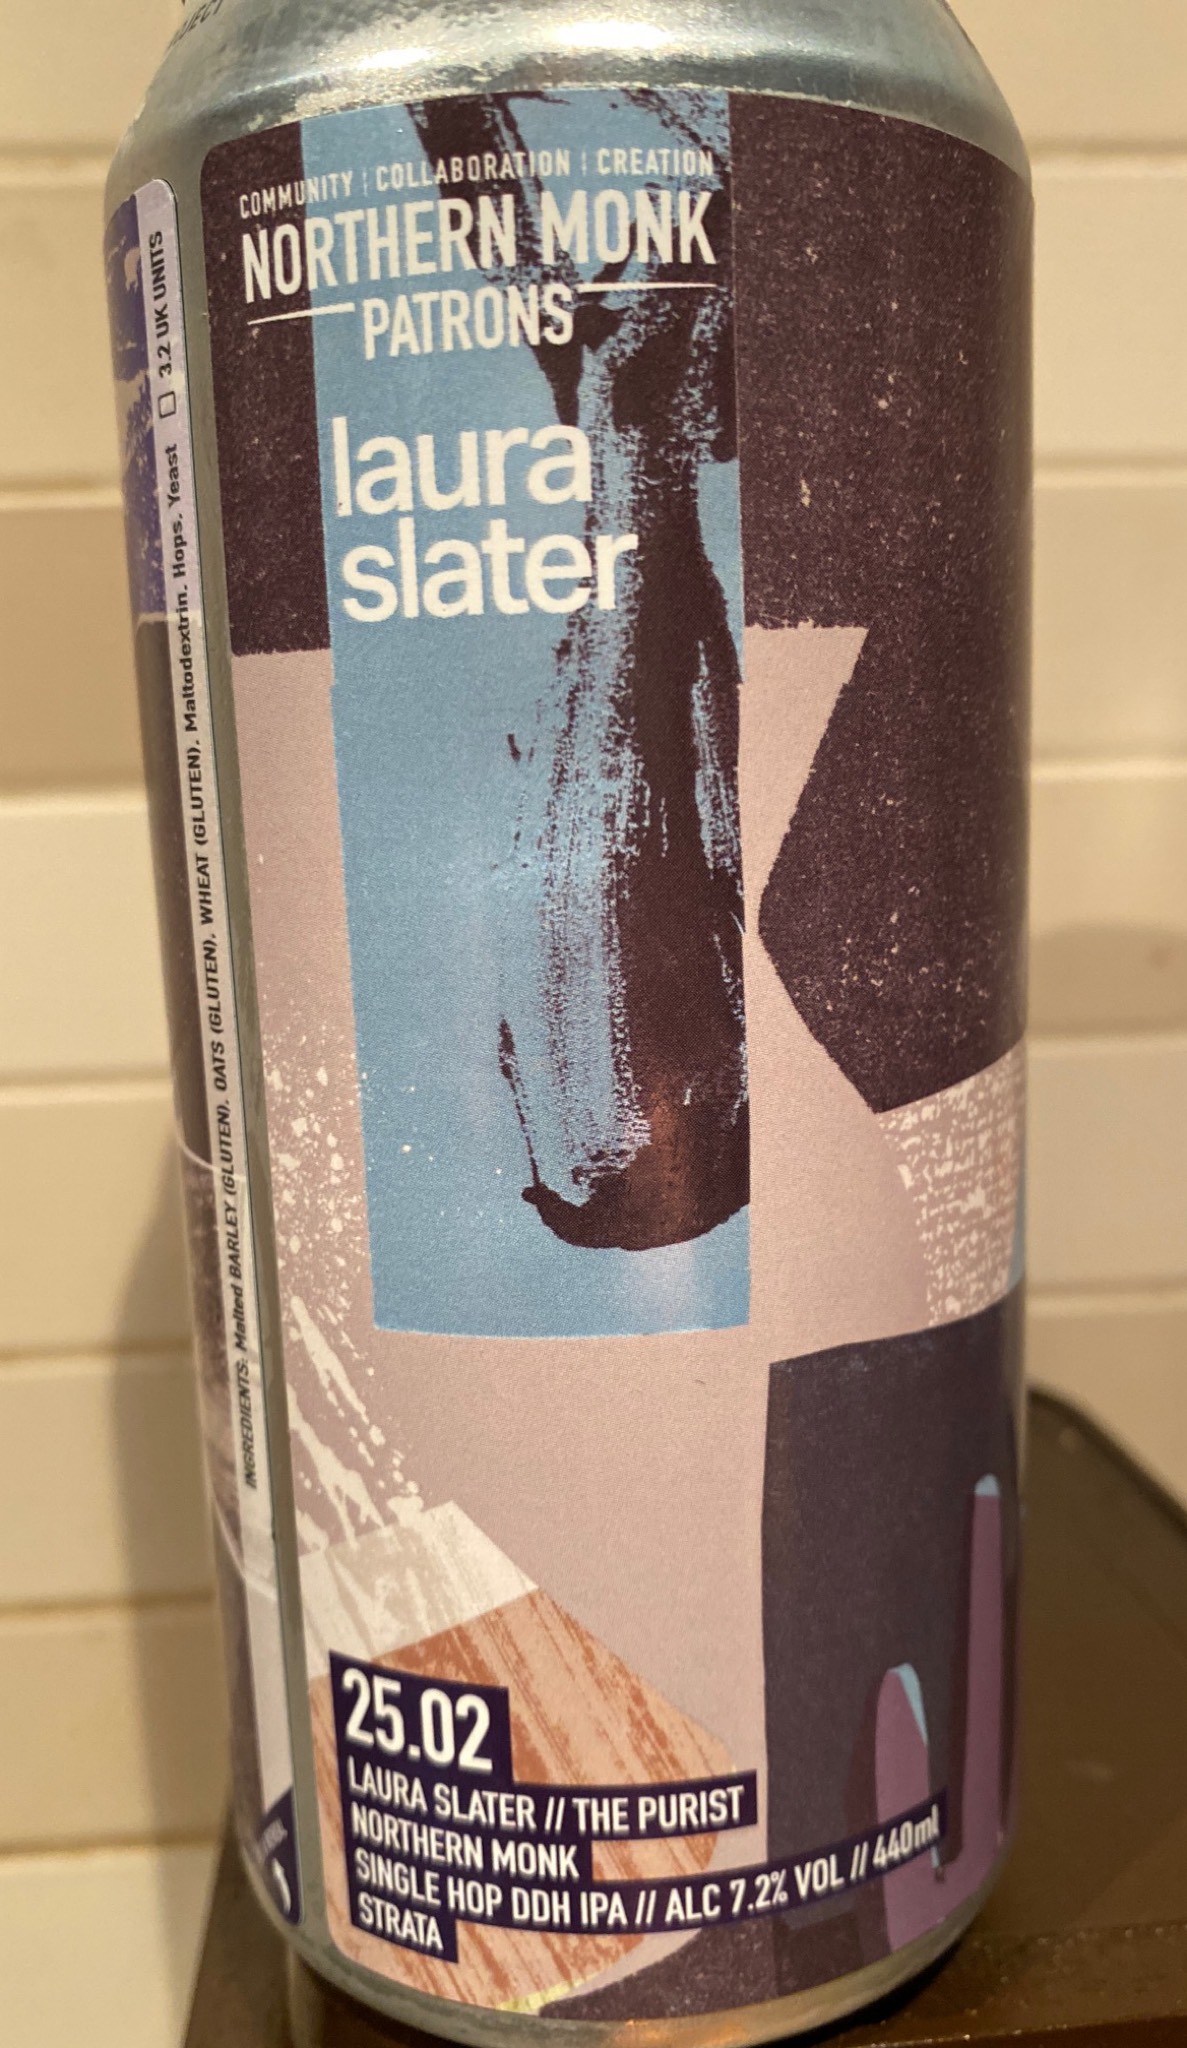 COMMUNITY | COLLABORATION | CREATION
NORTHERN MONK
PATRONS
laura
slater
25.02
LAURA SLATER // THE PURIST
NORTHERN MONK
SINGLE HOP DDH IPA // ALC 7.2% VOL // 440ml
STRATA
INGREDIENTS: Malted BARLEY (GLUTEN), OATS (GLUTEN), WHEAT (GLUTEN), Maltodextrin, Hops, Yeast 3.2 UK UNITS